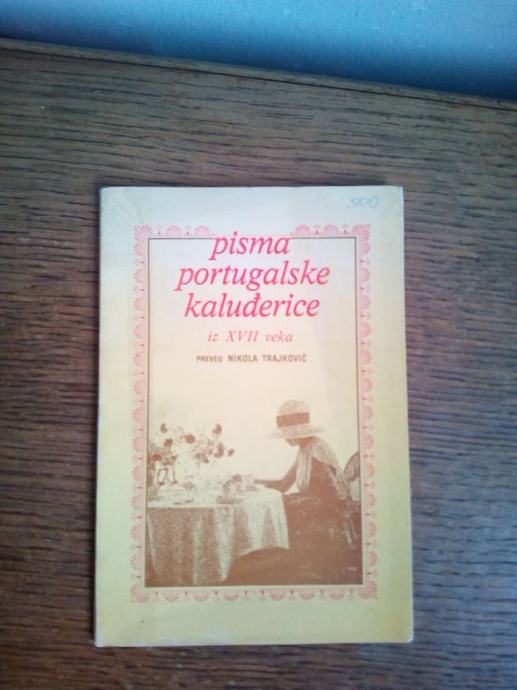 500
pisma
portugalske
kaluđerice
iz XVII veka
PREVEO NIKOLA TRAJKOVIĆ